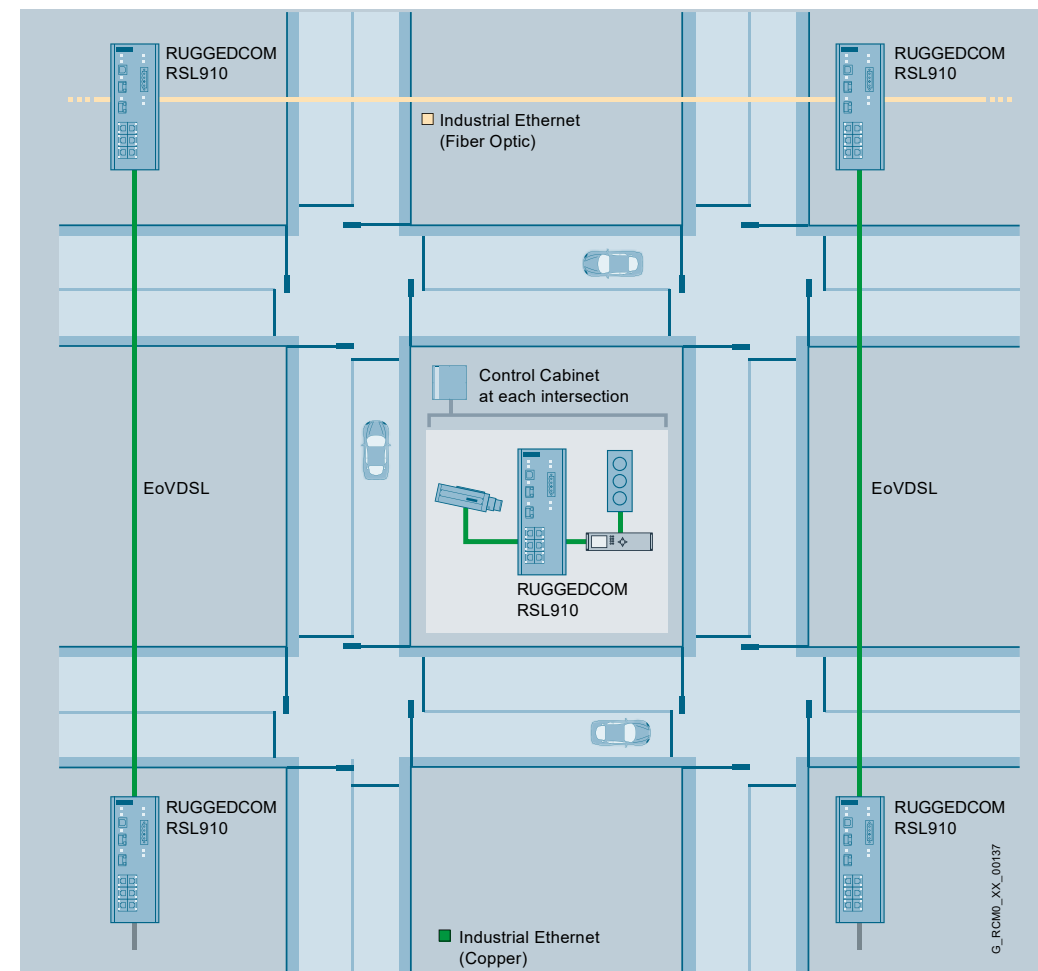 RUGGEDCOM
RSL910
RUGGEDCOM
RSL910
Industrial Ethernet
(Fiber Optic)
Control Cabinet
at each intersection
EoVDSL
EoVDSL
RUGGEDCOM
RSL910
RUGGEDCOM
RSL910
RUGGEDCOM
RSL910
G_RCM0_XX_00137
Industrial Ethernet
(Copper)